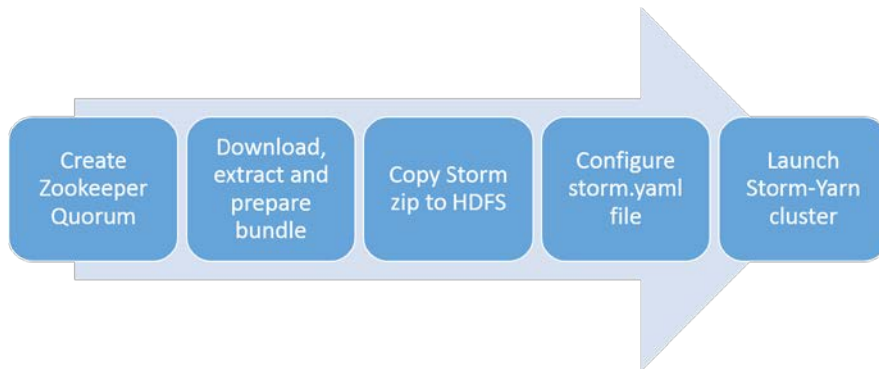 Create
Zookeeper
Quorum
Download,
extract and
prepare
bundle
Copy Storm
zip to HDFS
Configure
storm.yaml
file
Launch
Storm-Yarn
cluster